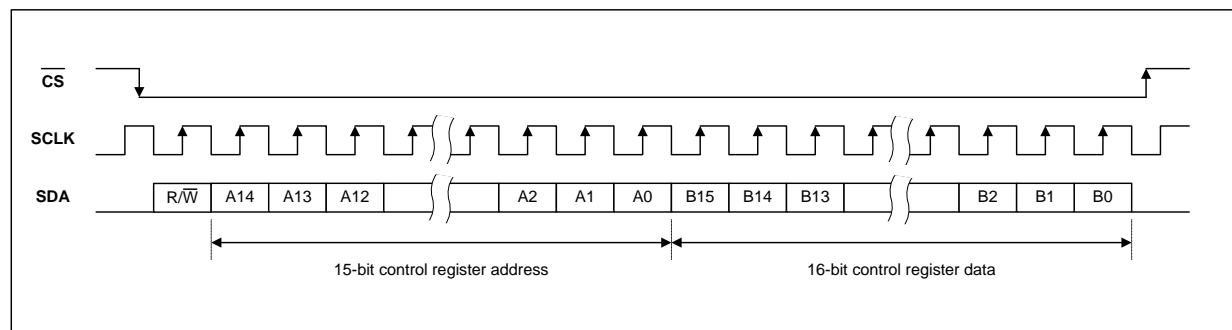 CS
SCLK
SDA R/W A14 A13 A12 A2 A1 A0 B15 B14 B13 B2 B1 B0
15-bit control register address 16-bit control register data